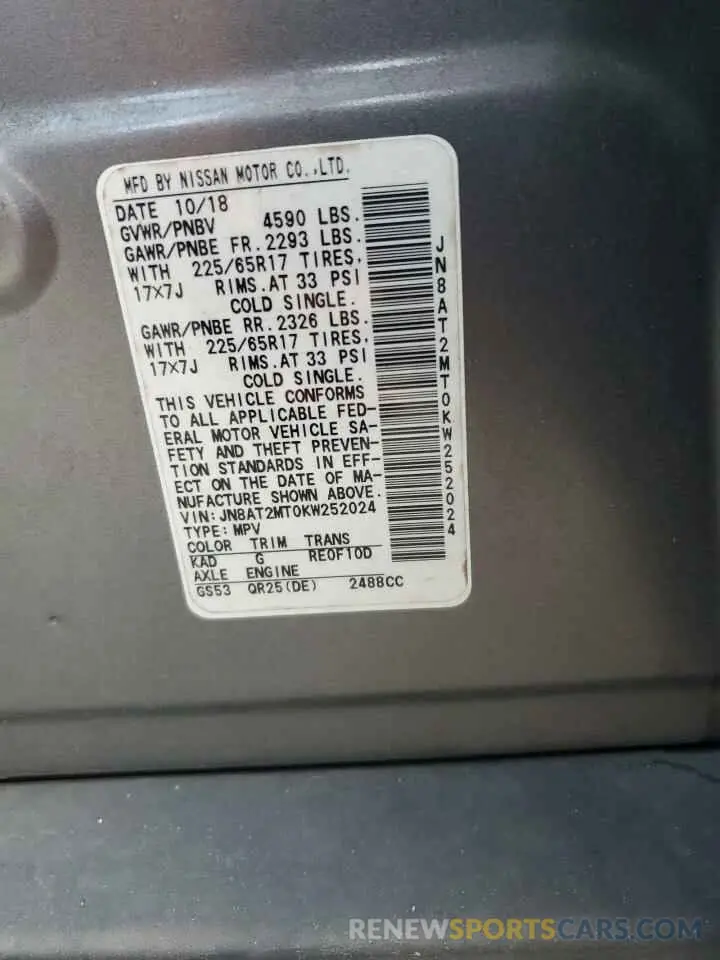 MFD BY NISSAN MOTOR CO.,LTD.
DATE 10/18
GVWR/PNBV 4590 LBS.
GAWR/PNBE FR.2293 LBS.
WITH 225/65R17 TIRES,
17×7J RIMS.AT 33 PSI
COLD SINGLE.
GAWR/PNBE RR.2326 LBS.
WITH 225/65R17 TIRES,
17×7J RIMS.AT 33 PSI
COLD SINGLE.
THIS VEHICLE CONFORMS
TO ALL APPLICABLE FED-
ERAL MOTOR VEHICLE SA-
FETY AND THEFT PREVEN-
TION STANDARDS IN EFF-
ECT ON THE DATE OF MA-
NUFACTURE SHOWN ABOVE.
VIN:JN8AT2MT0KW252024
TYPE:MPV
COLOR TRIM TRANS
KAD G RE0F10D
AXLE ENGINE
GS53 QR25(DE) 2488CC
JN8AT2MT0KW252024
RENEWSPORTSCARS.COM